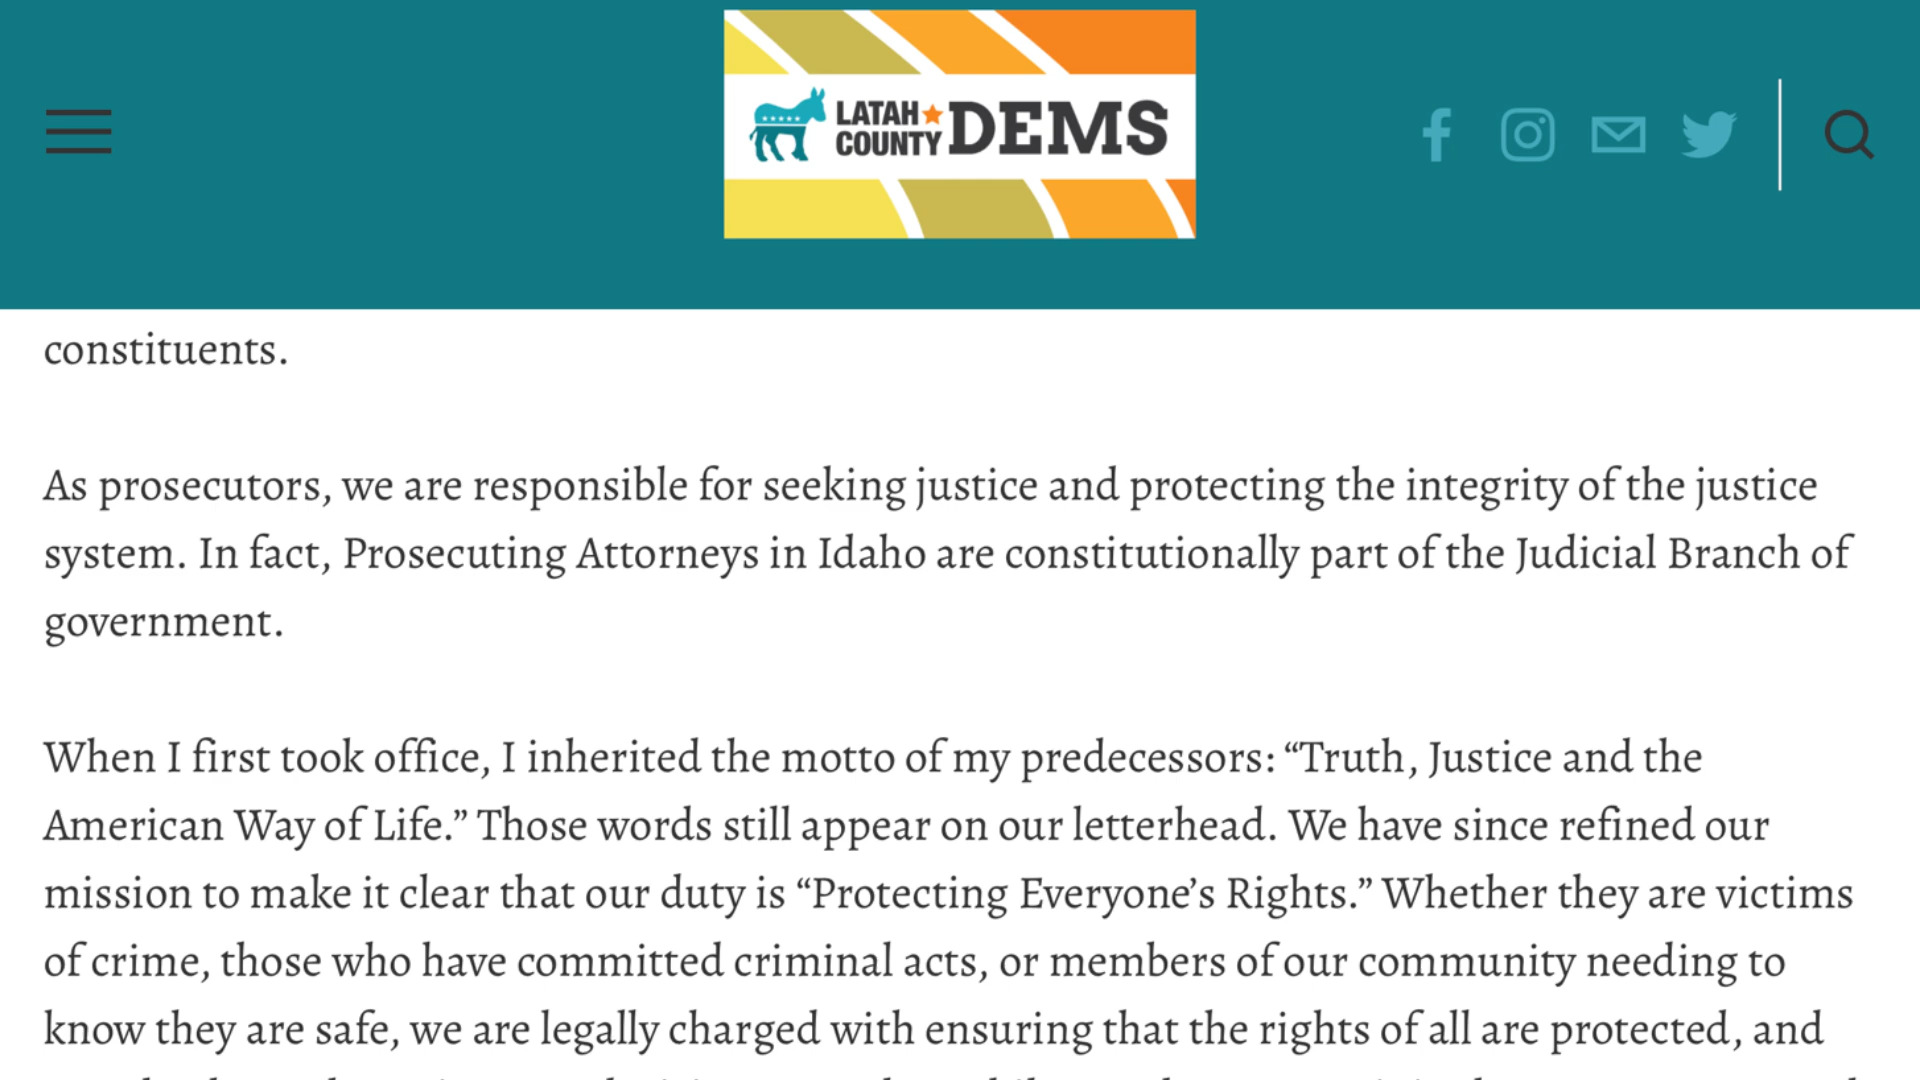 LATAH
COUNTY
DEMS
constituents.
As prosecutors, we are responsible for seeking justice and protecting the integrity of the justice
system. In fact, Prosecuting Attorneys in Idaho are constitutionally part of the Judicial Branch of
government.
When I first took office, I inherited the motto of my predecessors: “Truth, Justice and the
American Way of Life.” Those words still appear on our letterhead. We have since refined our
mission to make it clear that our duty is “Protecting Everyone’s Rights.” Whether they are victims
of crime, those who have committed criminal acts, or members of our community needing to
know they are safe, we are legally charged with ensuring that the rights of all are protected, and